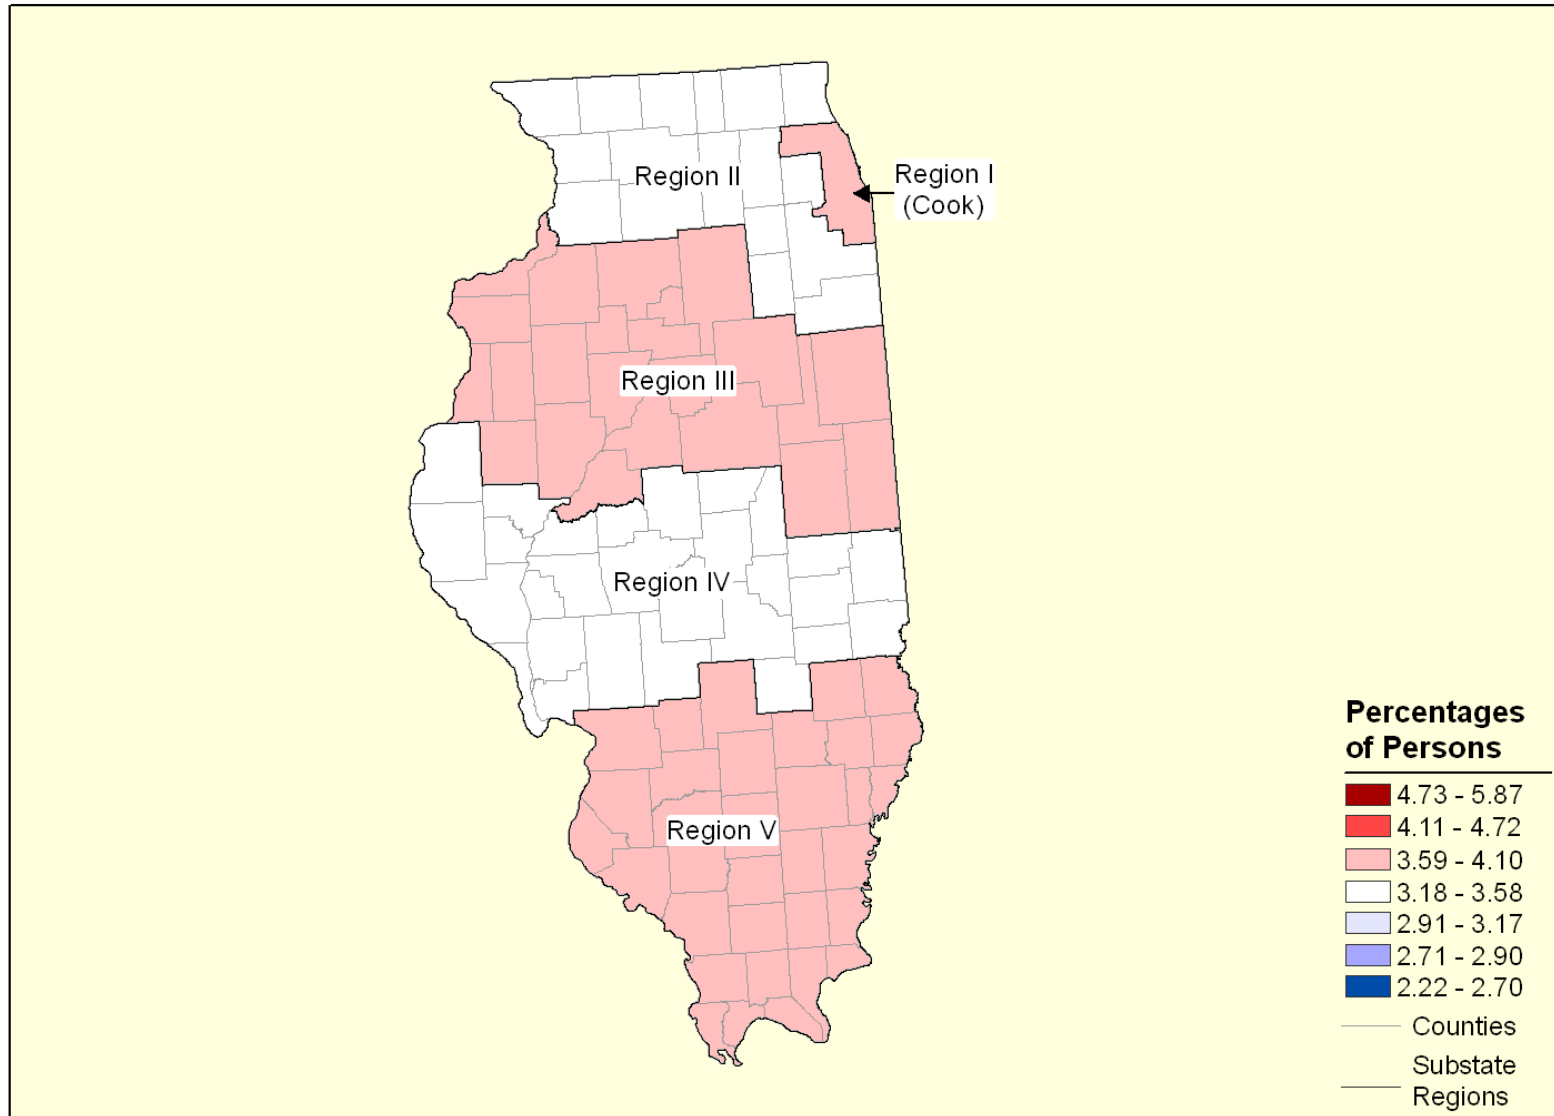 Region II
Region I
(Cook)
Region III
Region IV
Region V
Percentages
of Persons
4.73 - 5.87
4.11 - 4.72
3.59 - 4.10
3.18 - 3.58
2.91 - 3.17
2.71 - 2.90
2.22 - 2.70
Counties
Substate
Regions